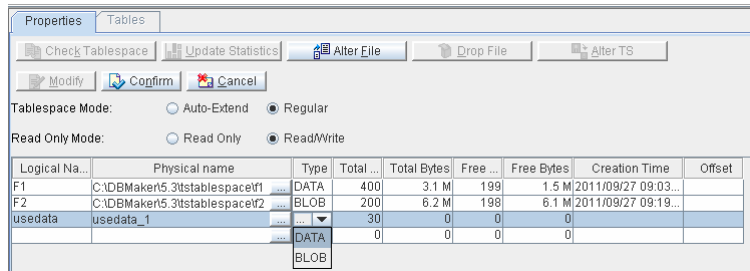 Properties Tables
Check Tablespace Update Statistics Alter File Drop File Alter TS
Modify Confirm Cancel
Tablespace Mode: Auto-Extend Regular
Read Only Mode: Read Only Read/Write
Logical Na... Physical name Type Total ... Total Bytes Free ... Free Bytes Creation Time Offset
F1 C:\DBMaker\5.3\tstablespace\f1 ... DATA 400 3.1 M 199 1.5 M 2011/09/27 09:03...
F2 C:\DBMaker\5.3\tstablespace\f2 ... BLOB 200 6.2 M 198 6.1 M 2011/09/27 09:19...
usedata usedata_1 ... ... 30 0 0 0
... 0 0 0 0
DATA
BLOB